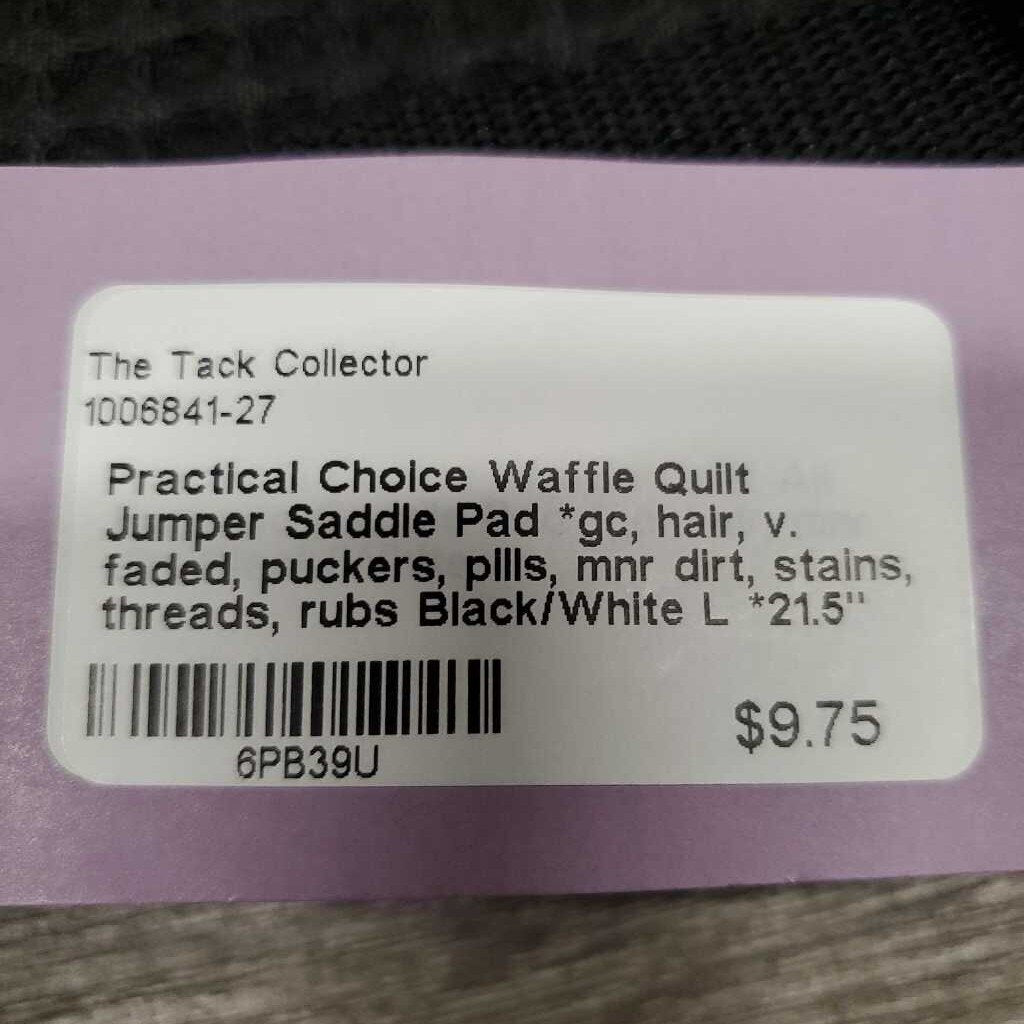 The Tack Collector
1006841-27
Practical Choice Waffle Quilt
Jumper Saddle Pad *gc, hair, v.
faded, puckers, pills, mnr dirt, stains,
threads, rubs Black/White L *21.5"
6PB39U
$9.75